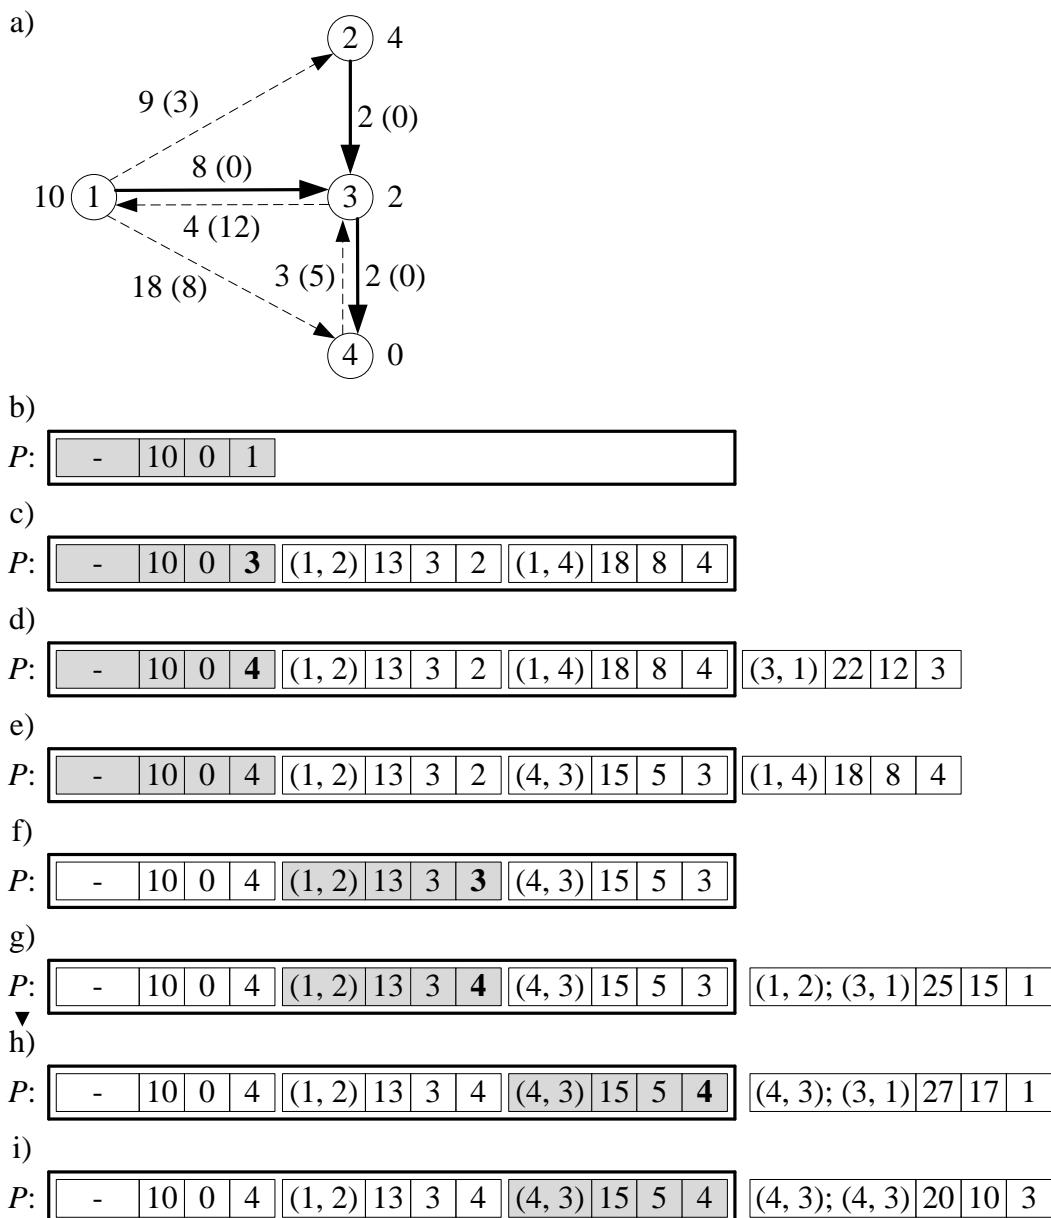 a)
2 4
9 (3)
2 (0)
8 (0)
10 1 3 2
4 (12)
18 (8) 3 (5) 2 (0)
4 0
b)
P: - 10 0 1
c)
P: - 10 0 3 (1, 2) 13 3 2 (1, 4) 18 8 4
d)
P: - 10 0 4 (1, 2) 13 3 2 (1, 4) 18 8 4 (3, 1) 22 12 3
e)
P: - 10 0 4 (1, 2) 13 3 2 (4, 3) 15 5 3 (1, 4) 18 8 4
f)
P: - 10 0 4 (1, 2) 13 3 3 (4, 3) 15 5 3
g)
P: - 10 0 4 (1, 2) 13 3 4 (4, 3) 15 5 3 (1, 2); (3, 1) 25 15 1
h)
P: - 10 0 4 (1, 2) 13 3 4 (4, 3) 15 5 4 (4, 3); (3, 1) 27 17 1
i)
P: - 10 0 4 (1, 2) 13 3 4 (4, 3) 15 5 4 (4, 3); (4, 3) 20 10 3